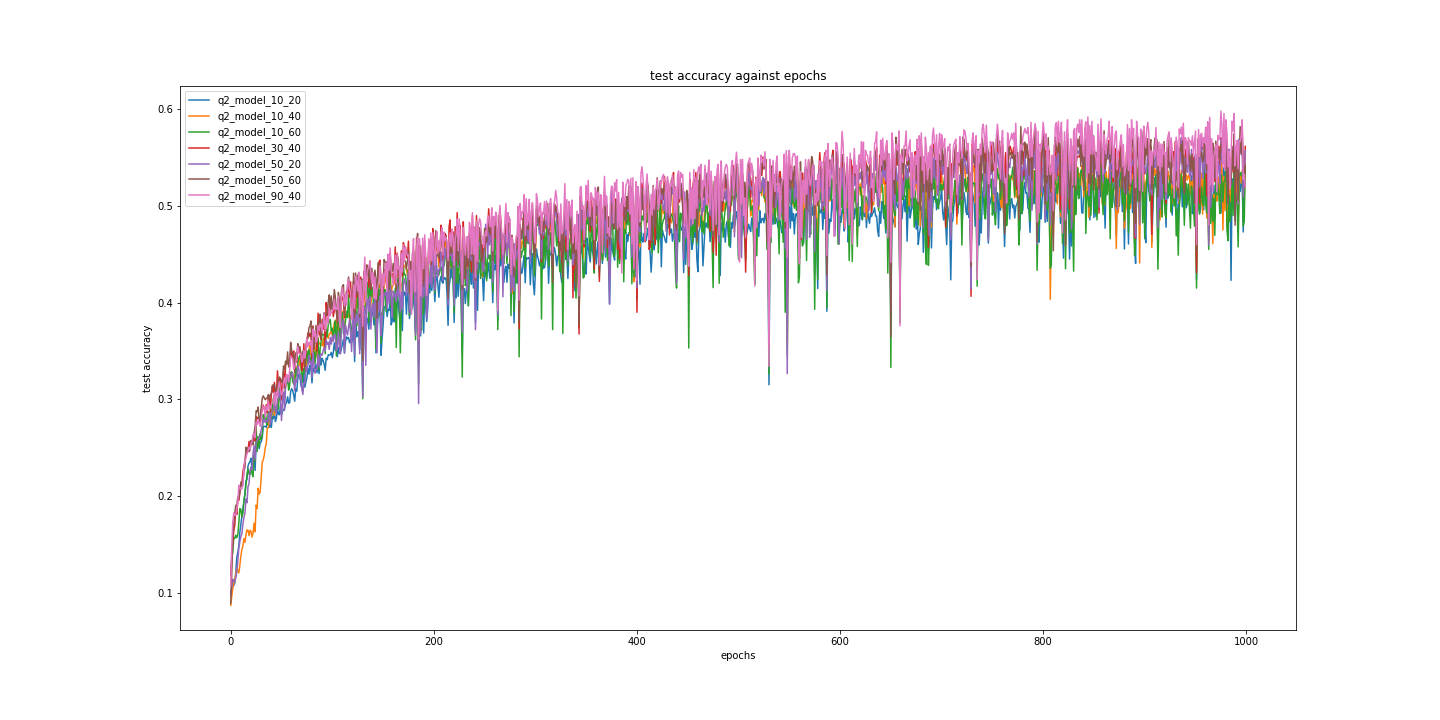 test accuracy against epochs
q2_model_10_20
q2_model_10_40
q2_model_10_60
q2_model_30_40
q2_model_50_20
q2_model_50_60
q2_model_90_40
0.6
0.5
0.4
0.3
0.2
0.1
test accuracy
0 200 400 600 800 1000
epochs